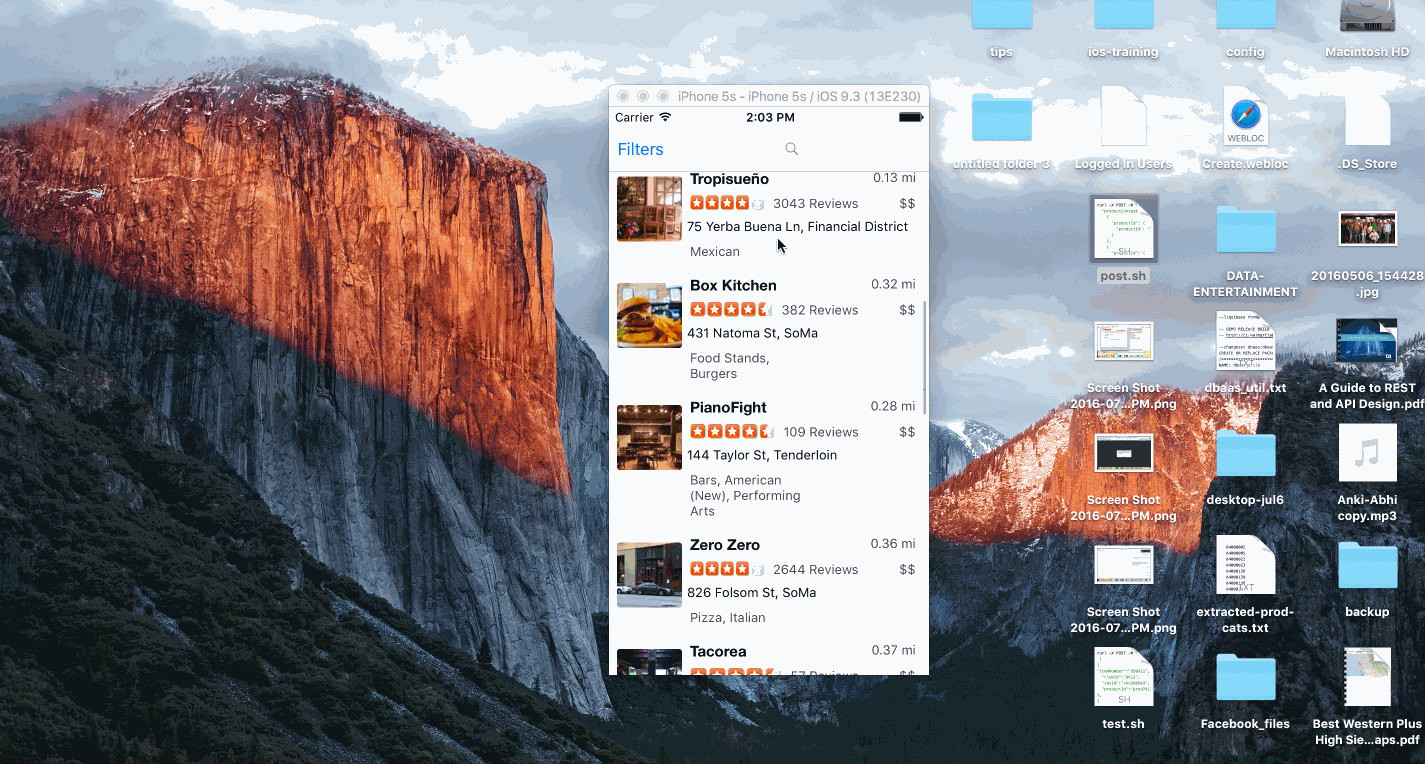 iPhone 5s - iPhone 5s / iOS 9.3 (13E230)
Carrier
2:03 PM
Filters
Tropisueño
0.13 mi
3043 Reviews
$$
75 Yerba Buena Ln, Financial District
Mexican
Box Kitchen
0.32 mi
382 Reviews
$$
431 Natoma St, SoMa
Food Stands,
Burgers
PianoFight
0.28 mi
109 Reviews
$$
144 Taylor St, Tenderloin
Bars, American
(New), Performing
Arts
Zero Zero
0.36 mi
2644 Reviews
$$
826 Folsom St, SoMa
Pizza, Italian
Tacorea
0.37 mi
57 Reviews
$$
tips
ios-training
config
Macintosh HD
untitled folder 3
Logged in Users
WEBLOC
Create.webloc
.DS_Store
SH
post.sh
DATA-
ENTERTAINMENT
20160506_154428
.jpg
Screen Shot
2016-07...PM.png
dbaas_util.txt
A Guide to REST
and API Design.pdf
Screen Shot
2016-07...PM.png
desktop-jul6
Anki-Abhi
copy.mp3
Screen Shot
2016-07...PM.png
TXT
extracted-prod-
cats.txt
backup
SH
test.sh
Facebook_files
Best Western Plus
High Sie...aps.pdf